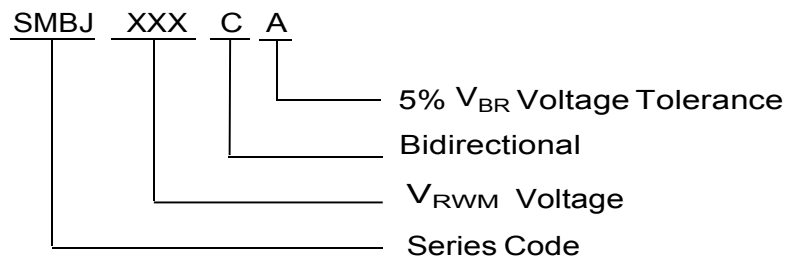 SMBJ XXX C A
5% VBR Voltage Tolerance
Bidirectional
VRWM Voltage
Series Code